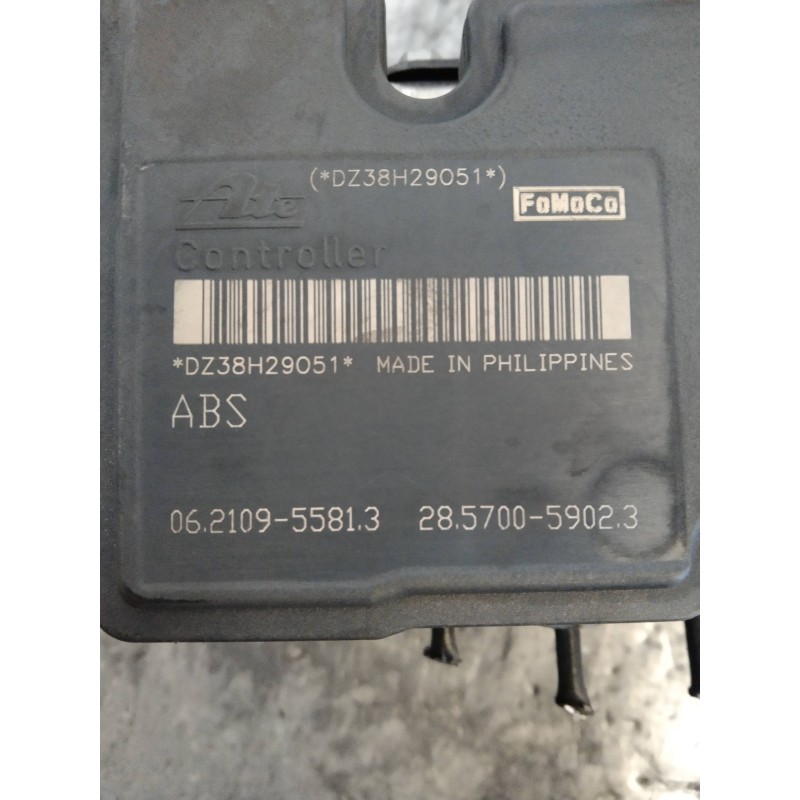 (*DZ38H29051*)
Ate
FoMoCo
Controller
*DZ38H29051* MADE IN PHILIPPINES
ABS
06.2109-5581.3 28.5700-5902.3